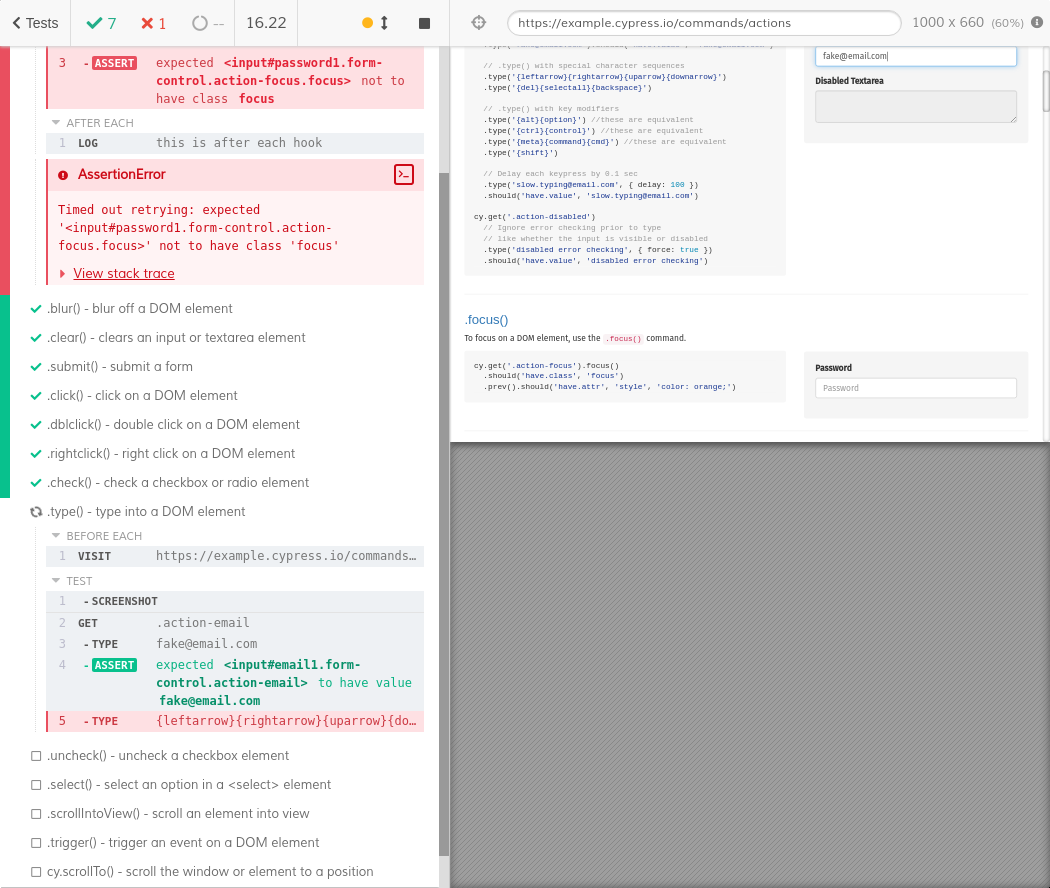 Tests
7
1
--
16.22
https://example.cypress.io/commands/actions
1000 x 660 (60%)
3 - ASSERT expected <input#password1.form-
control.action-focus.focus> not to
have class focus
AFTER EACH
1 LOG this is after each hook
AssertionError
Timed out retrying: expected
'<input#password1.form-control.action-
focus.focus>' not to have class 'focus'
View stack trace
.blur() - blur off a DOM element
.clear() - clears an input or textarea element
.submit() - submit a form
.click() - click on a DOM element
.dblclick() - double click on a DOM element
.rightclick() - right click on a DOM element
.check() - check a checkbox or radio element
.type() - type into a DOM element
BEFORE EACH
1 VISIT https://example.cypress.io/commands…
TEST
1 - SCREENSHOT
2 GET .action-email
3 - TYPE fake@email.com
4 - ASSERT expected <input#email1.form-
control.action-email> to have value
fake@email.com
5 - TYPE {leftarrow}{rightarrow}{uparrow}{do…
.uncheck() - uncheck a checkbox element
.select() - select an option in a <select> element
.scrollIntoView() - scroll an element into view
.trigger() - trigger an event on a DOM element
cy.scrollTo() - scroll the window or element to a position
// .type() with special character sequences
.type('{leftarrow}{rightarrow}{uparrow}{downarrow}')
.type('{del}{selectall}{backspace}')
// .type() with key modifiers
.type('{alt}{option}') //these are equivalent
.type('{ctrl}{control}') //these are equivalent
.type('{meta}{command}{cmd}') //these are equivalent
.type('{shift}')
// Delay each keypress by 0.1 sec
.type('slow.typing@email.com', { delay: 100 })
.should('have.value', 'slow.typing@email.com')
cy.get('.action-disabled')
// Ignore error checking prior to type
// like whether the input is visible or disabled
.type('disabled error checking', { force: true })
.should('have.value', 'disabled error checking')
fake@email.com
Disabled Textarea
.focus()
To focus on a DOM element, use the .focus() command.
cy.get('.action-focus').focus()
.should('have.class', 'focus')
.prev().should('have.attr', 'style', 'color: orange;')
Password
Password